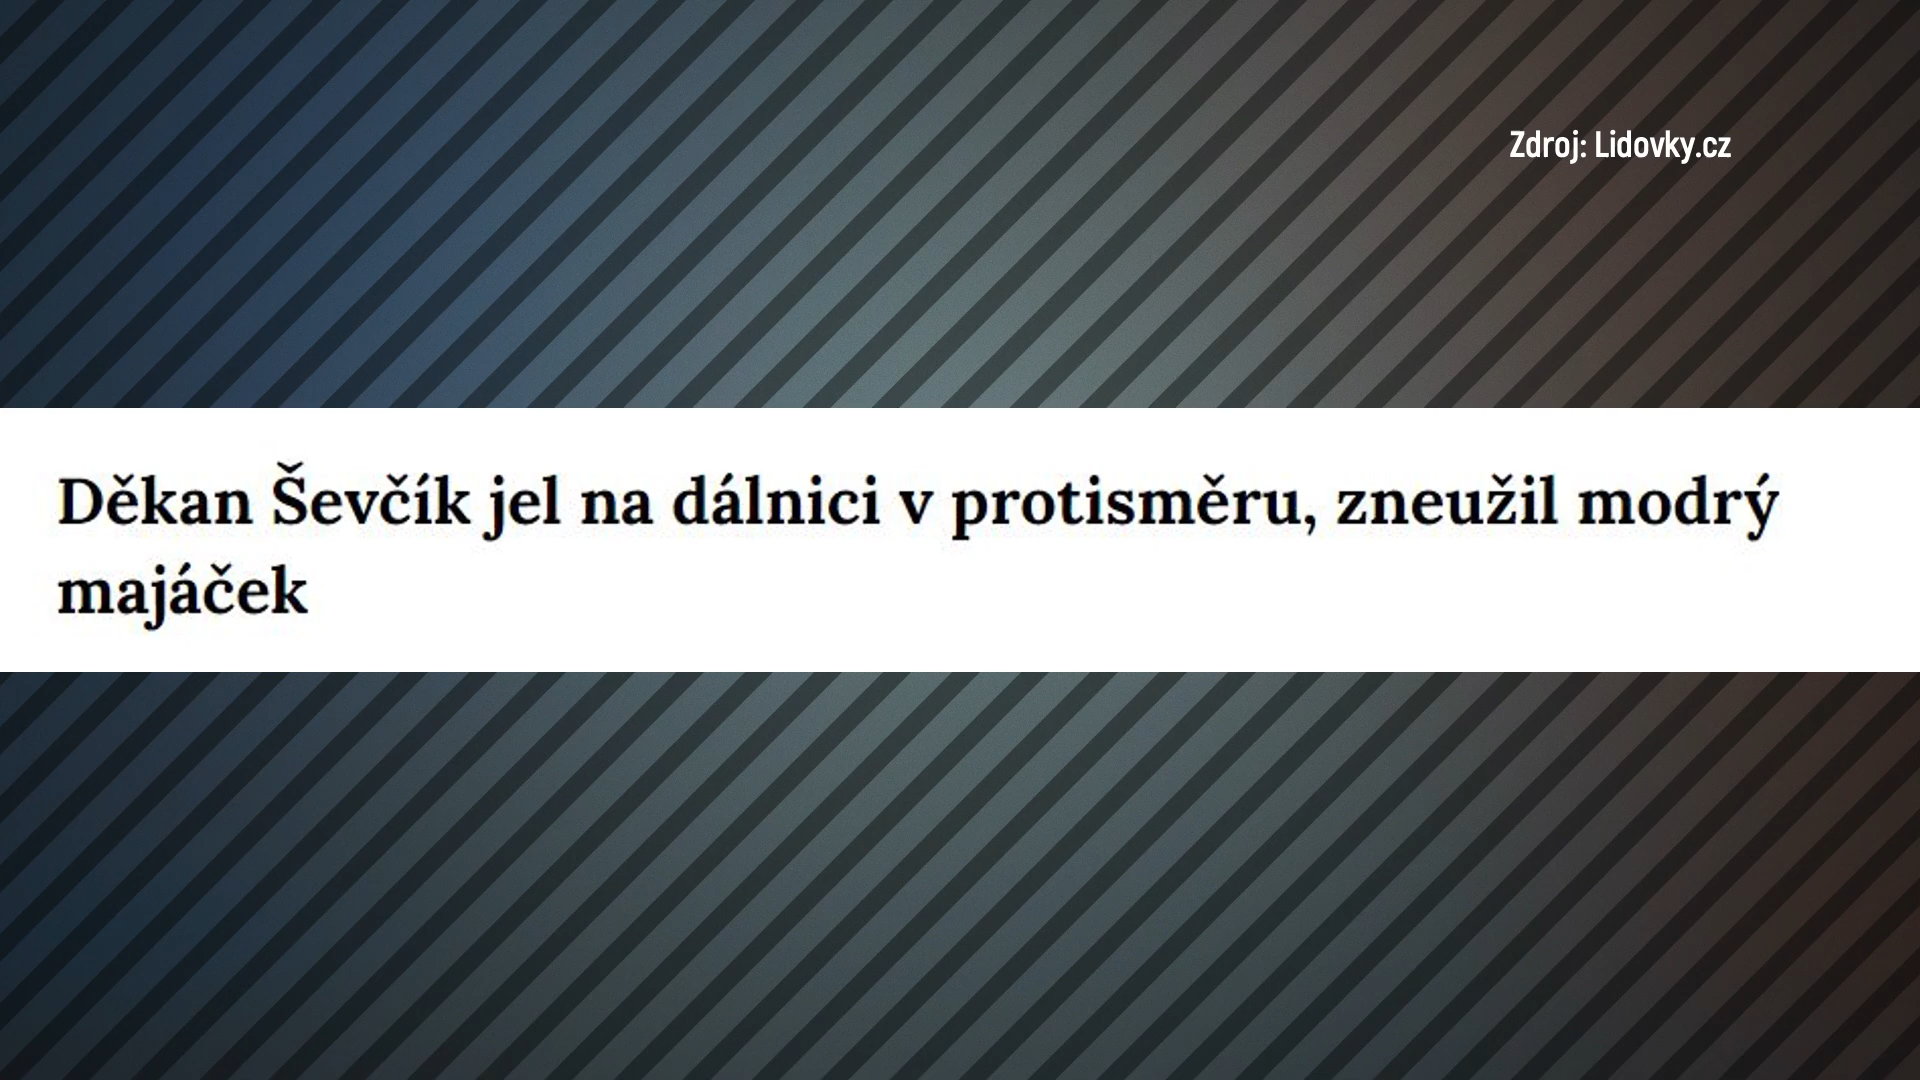 Zdroj: Lidovky.cz
Děkan Ševčík jel na dálnici v protisměru, zneužil modrý
majáček